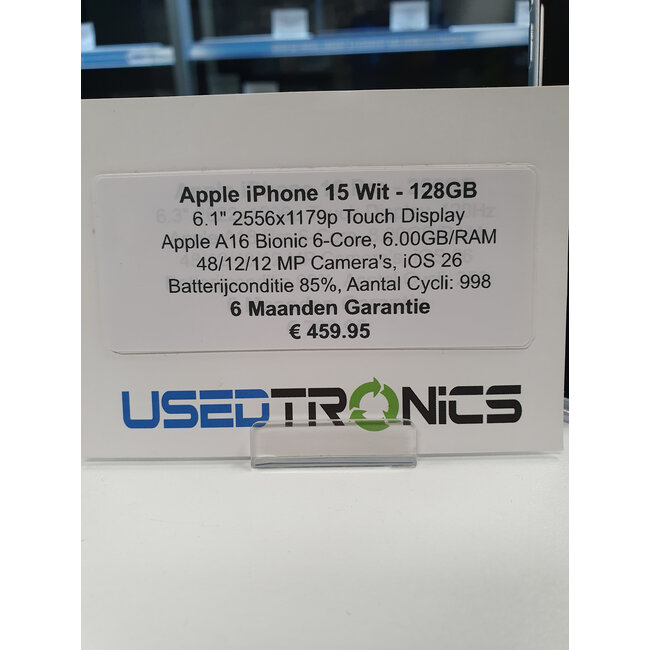 Apple iPhone 15 Wit - 128GB
6.1" 2556x1179p Touch Display
Apple A16 Bionic 6-Core, 6.00GB/RAM
48/12/12 MP Camera's, iOS 26
Batterijconditie 85%, Aantal Cycli: 998
6 Maanden Garantie
€ 459.95
USEDTRONiCS